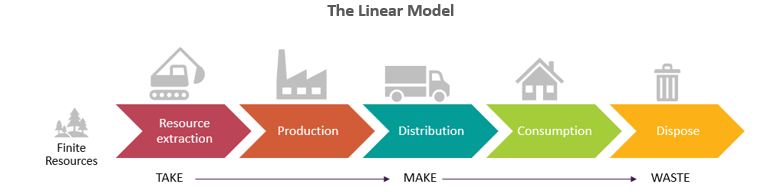 The Linear Model
Finite
Resources
Resource
extraction
Production
Distribution
Consumption
Dispose
TAKE
MAKE
WASTE